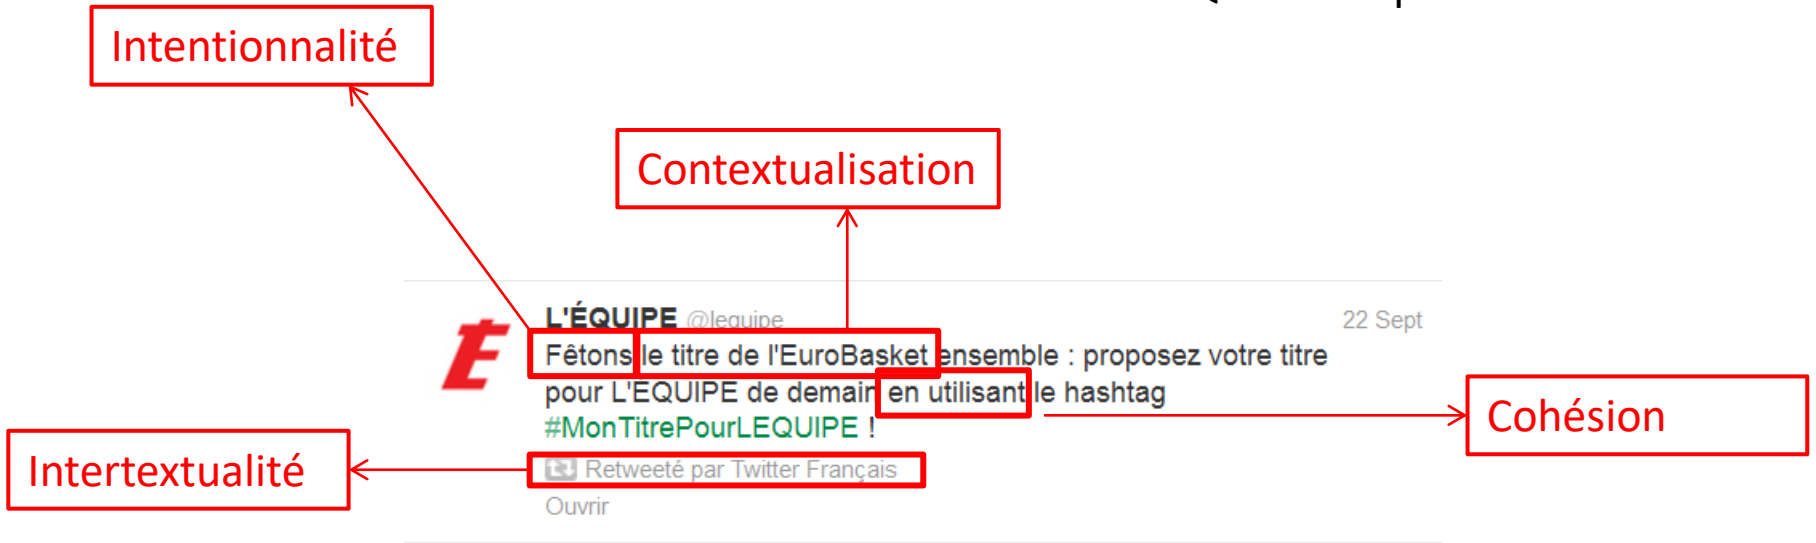 Intentionnalité
Contextualisation
L'ÉQUIPE @lequipe 22 Sept
Fêtons le titre de l'EuroBasket ensemble : proposez votre titre
pour L'ÉQUIPE de demain en utilisant le hashtag
#MonTitrePourLEQUIPE !
Cohésion
Intertextualité
Retweeté par Twitter Français
Ouvrir